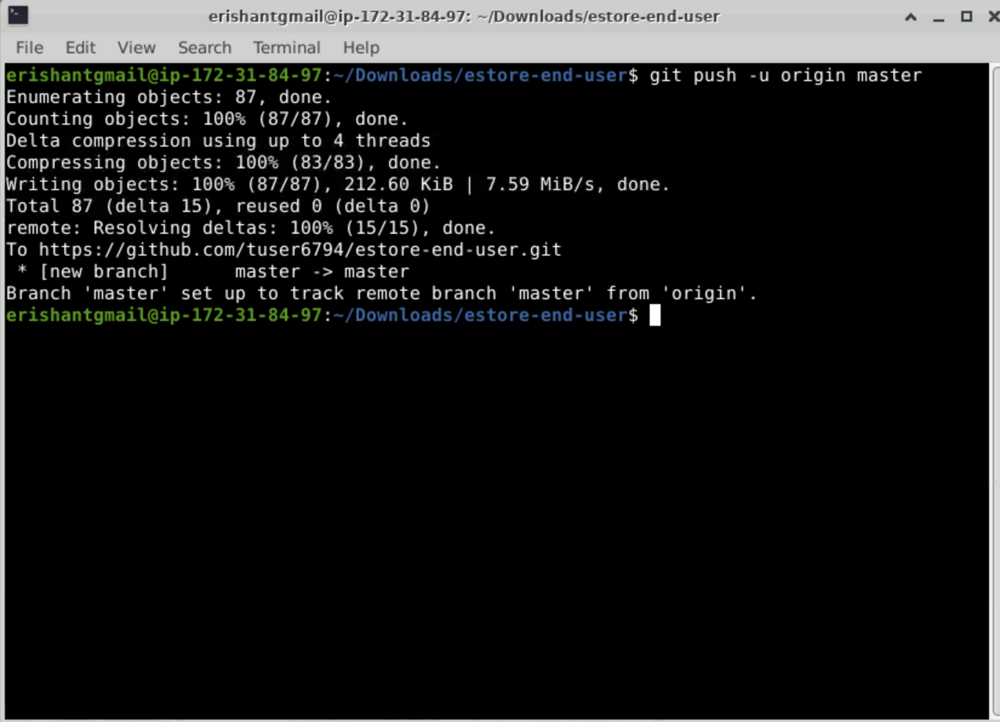 erishantgmail@ip-172-31-84-97: ~/Downloads/estore-end-user
File Edit View Search Terminal Help
erishantgmail@ip-172-31-84-97:~/Downloads/estore-end-user$ git push -u origin master
Enumerating objects: 87, done.
Counting objects: 100% (87/87), done.
Delta compression using up to 4 threads
Compressing objects: 100% (83/83), done.
Writing objects: 100% (87/87), 212.60 KiB | 7.59 MiB/s, done.
Total 87 (delta 15), reused 0 (delta 0)
remote: Resolving deltas: 100% (15/15), done.
To https://github.com/tuser6794/estore-end-user.git
 * [new branch]      master -> master
Branch 'master' set up to track remote branch 'master' from 'origin'.
erishantgmail@ip-172-31-84-97:~/Downloads/estore-end-user$